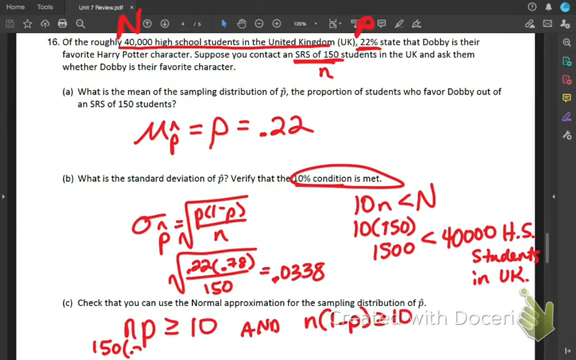 N P
Unit 7 Review.pdf
4 / 5
139%
16. Of the roughly 40,000 high school students in the United Kingdom (UK), 22% state that Dobby is their
favorite Harry Potter character. Suppose you contact an SRS of 150 students in the UK and ask them
whether Dobby is their favorite character.
n
(a) What is the mean of the sampling distribution of p̂, the proportion of students who favor Dobby out of
an SRS of 150 students?
μp̂ = p = .22
(b) What is the standard deviation of p̂? Verify that the 10% condition is met.
σp̂ = √(p(1-p)/n)
√(.22(.78)/150) = .0338
10n < N
10(150)
1500 < 40000 H.S.
Students
in UK.
(c) Check that you can use the Normal approximation for the sampling distribution of p̂.
np ≥ 10 AND n(1-p) ≥ 10
150(.
Created with Doceri